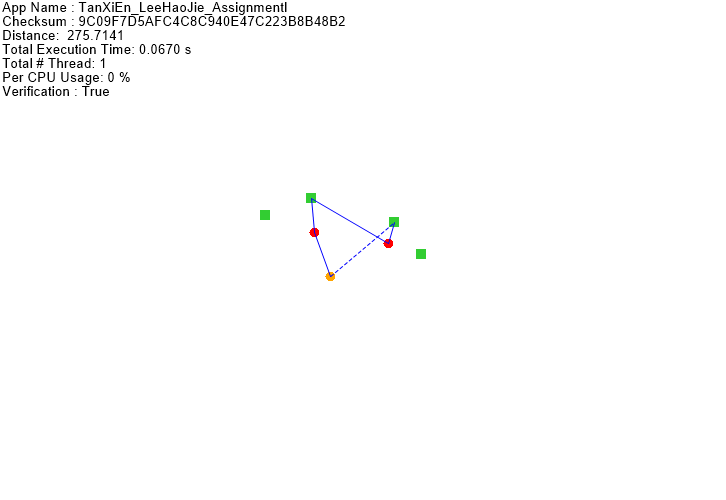 App Name : TanXiEn_LeeHaoJie_AssignmentI
Checksum : 9C09F7D5AFC4C8C940E47C223B8B48B2
Distance:  275.7141
Total Execution Time: 0.0670 s
Total # Thread: 1
Per CPU Usage: 0 %
Verification : True